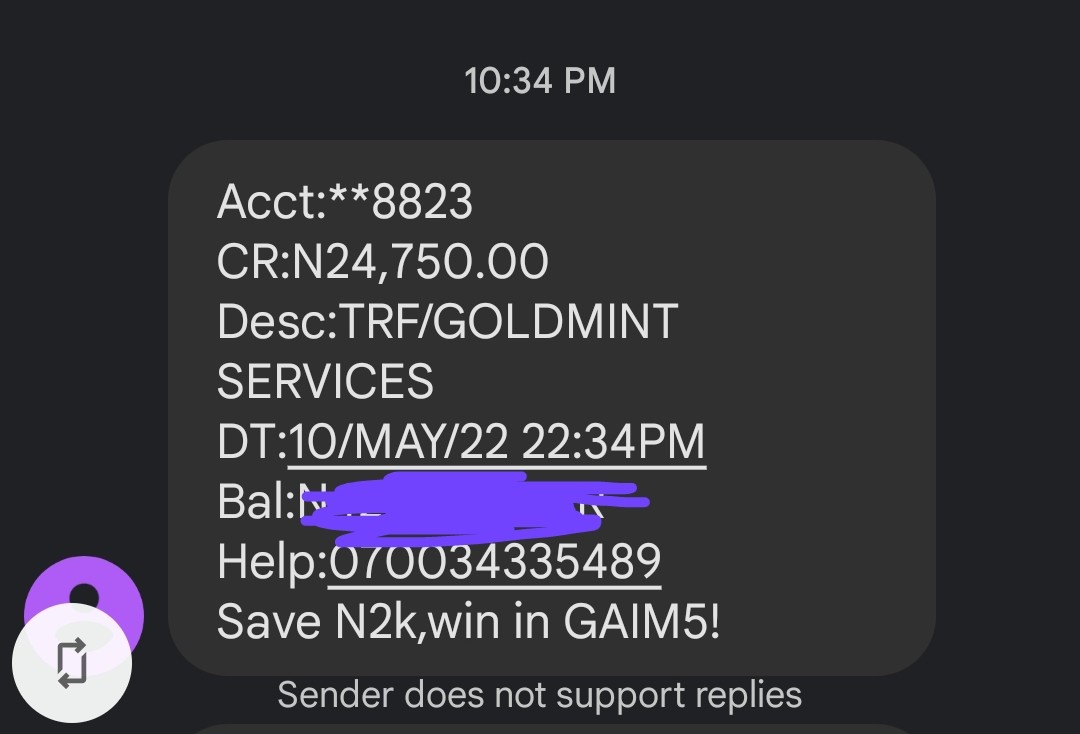 10:34 PM
Acct:**8823
CR:N24,750.00
Desc:TRF/GOLDMINT
SERVICES
DT:10/MAY/22 22:34PM
Bal:
Help:070034335489
Save N2k,win in GAIM5!
Sender does not support replies